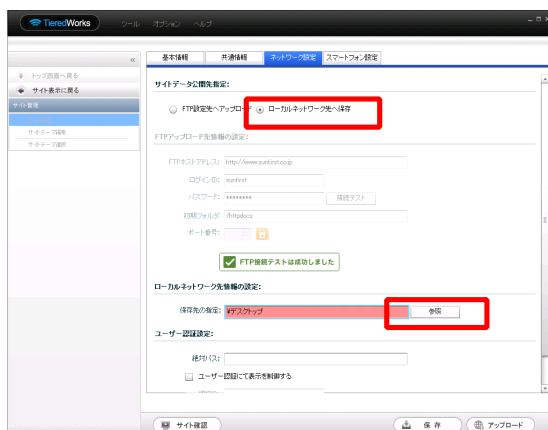 TieredWorks ツール オプション ヘルプ
«
基本情報 共通情報 ネットワーク設定 スマートフォン設定
トップ画面へ戻る
サイト表示に戻る
サイト管理
サイトテーマ編集
サイトテーマ選択
サイトデータ公開先指定:
FTP設定先へアップロード ローカルネットワーク先へ保存
FTPアップロード先情報の設定:
FTPホストアドレス: http://www.sunfirst.co.jp
ログインID: sunfirst
パスワード: ******** 接続テスト
初期フォルダ /httpdocs
ポート番号:
FTP接続テストは成功しました
ローカルネットワーク先情報の設定:
保存先の指定: ¥デスクトップ 参照
ユーザー認証設定:
絶対パス:
ユーザー認証にて表示を制御する
サイト確認 保存 アップロード